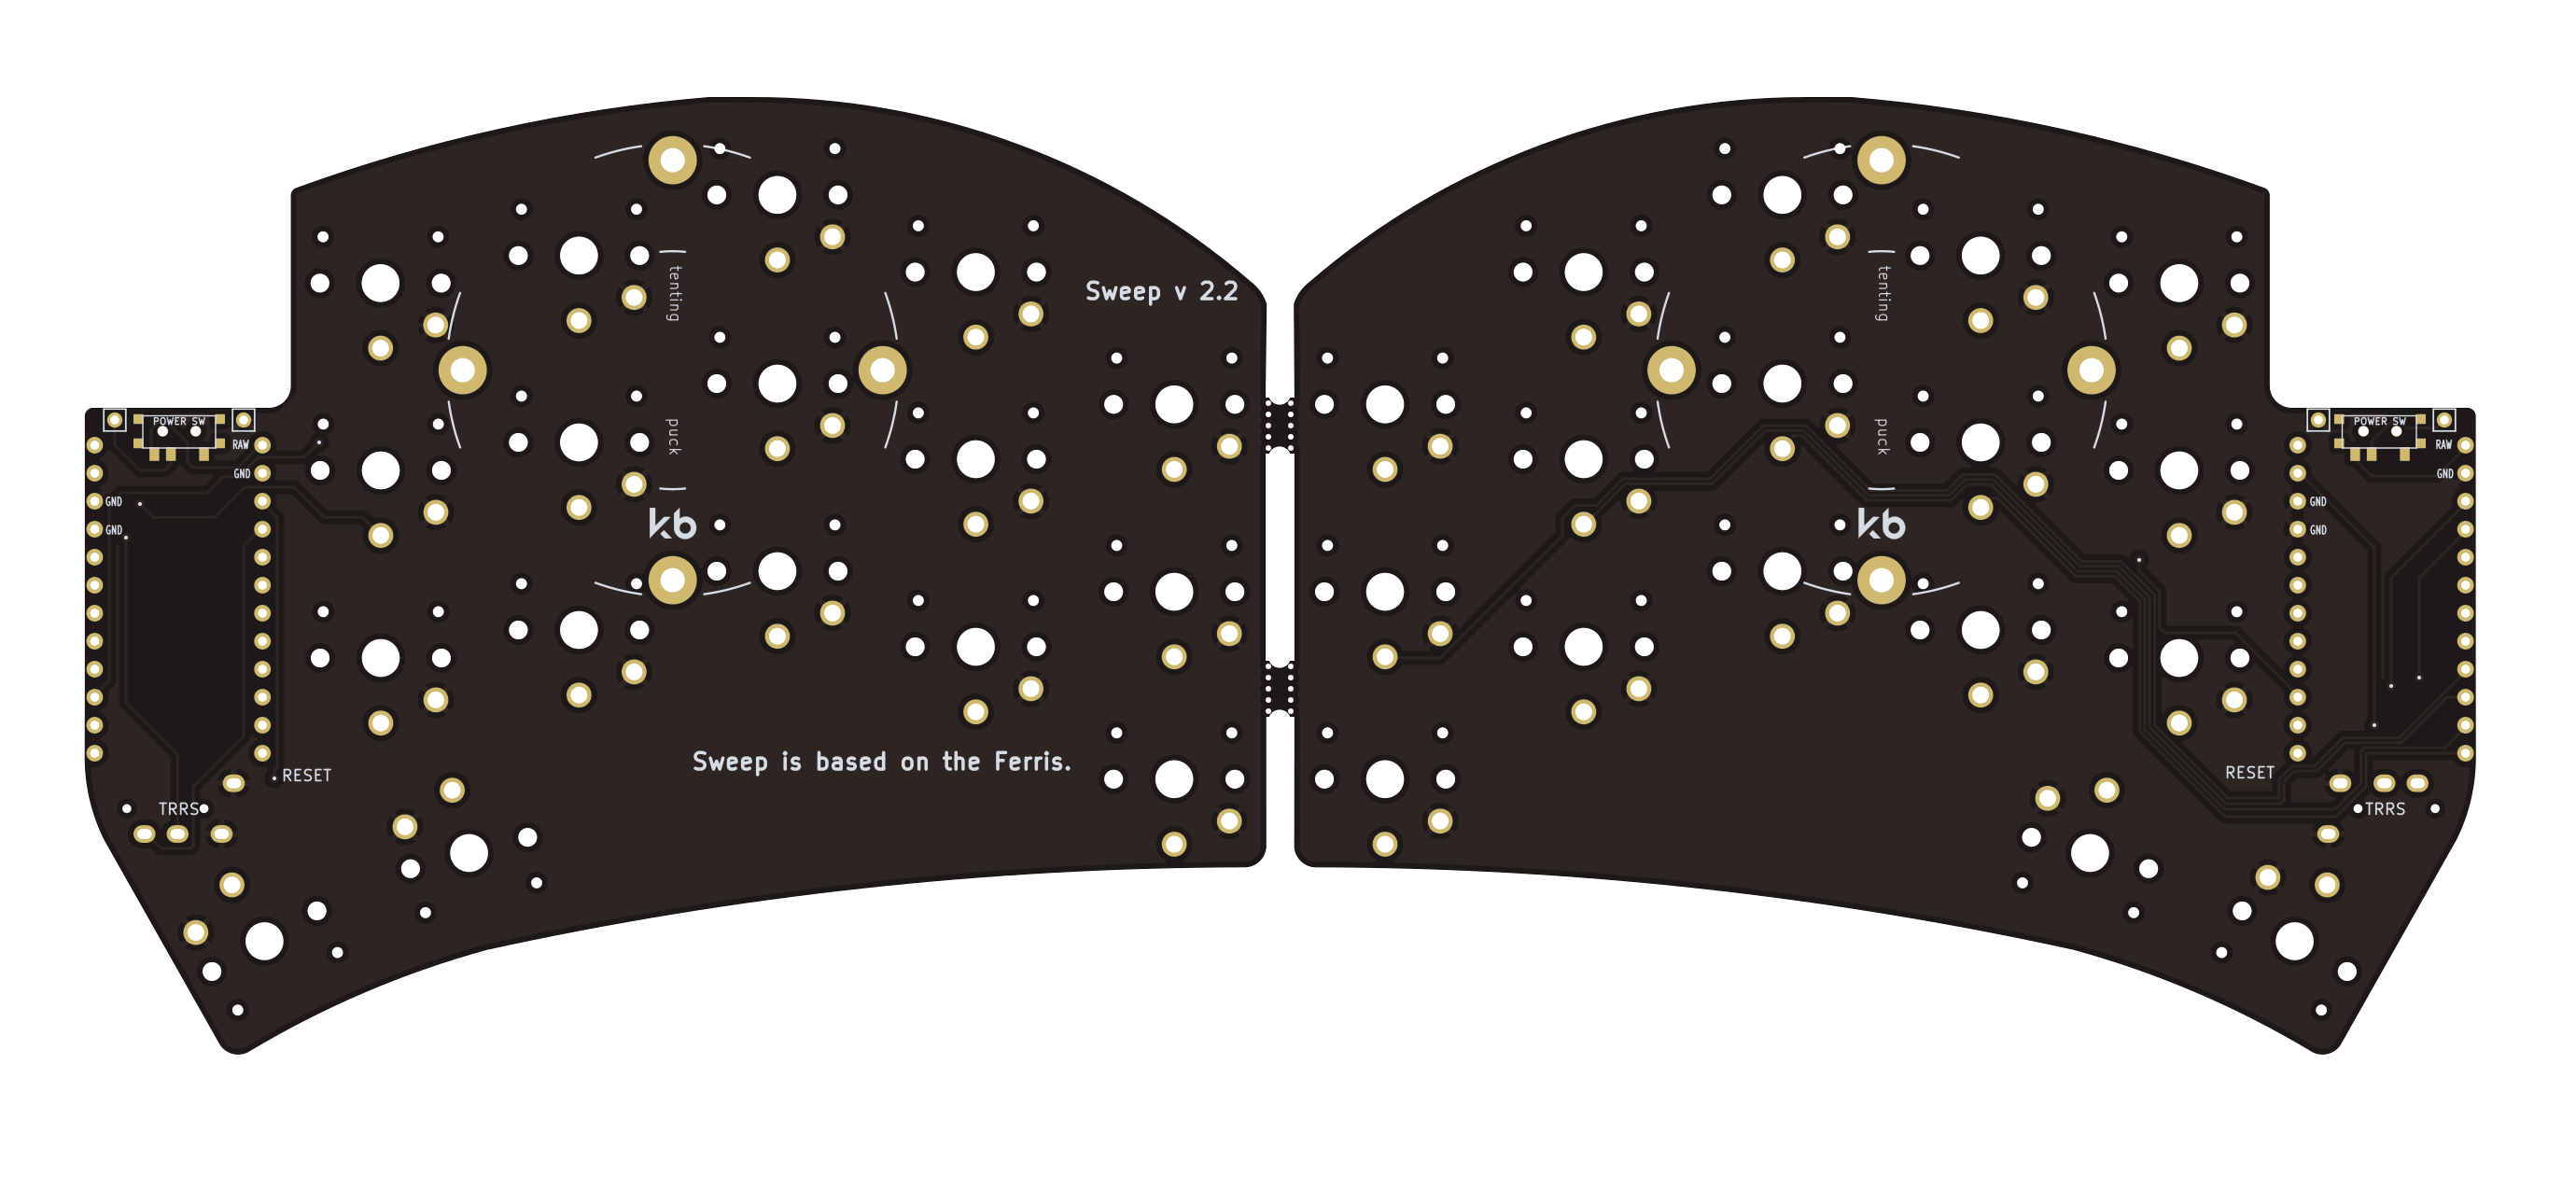 Sweep v 2.2
tenting
tenting
POWER SW
POWER SW
RAW
RAW
GND
GND
puck
puck
GND
GND
GND
GND
kb
kb
Sweep is based on the Ferris.
RESET
RESET
TRRS
TRRS